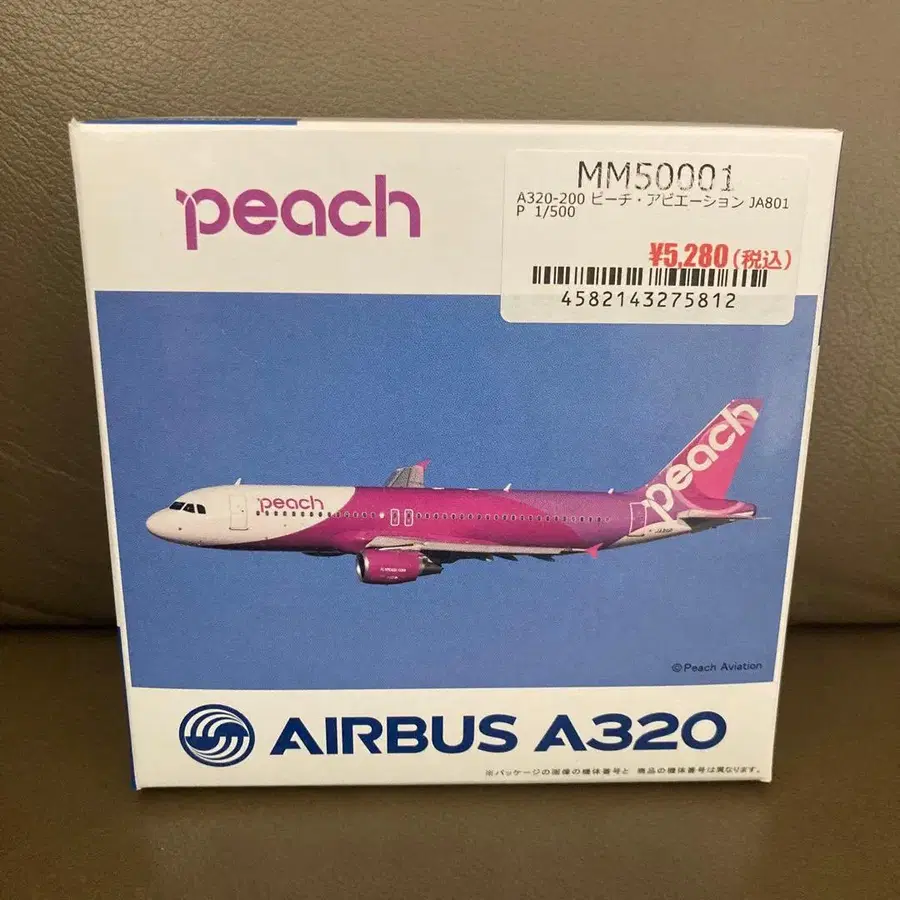 peach
MM50001
A320-200 ピーチ・アビエーション JA801
P 1/500
¥5,280(税込)
4582143275812
peach
peach
©Peach Aviation
AIRBUS A320
※パッケージの画像の機体番号と 商品の機体番号は異なります。